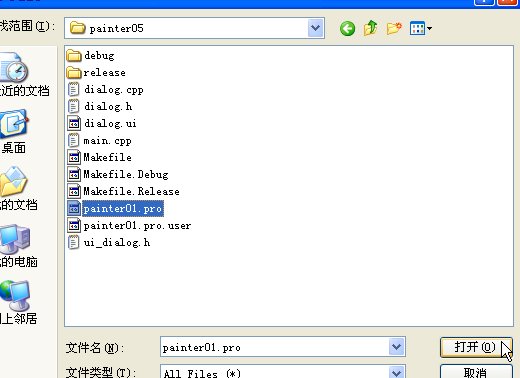 找范围(I):
painter05
debug
release
dialog.cpp
dialog.h
dialog.ui
main.cpp
Makefile
Makefile.Debug
Makefile.Release
painter01.pro
painter01.pro.user
ui_dialog.h
近的文档
桌面
的文档
的电脑
上邻居
文件名(N):
painter01.pro
打开(O)
文件类型(T):
All Files (*)
取消